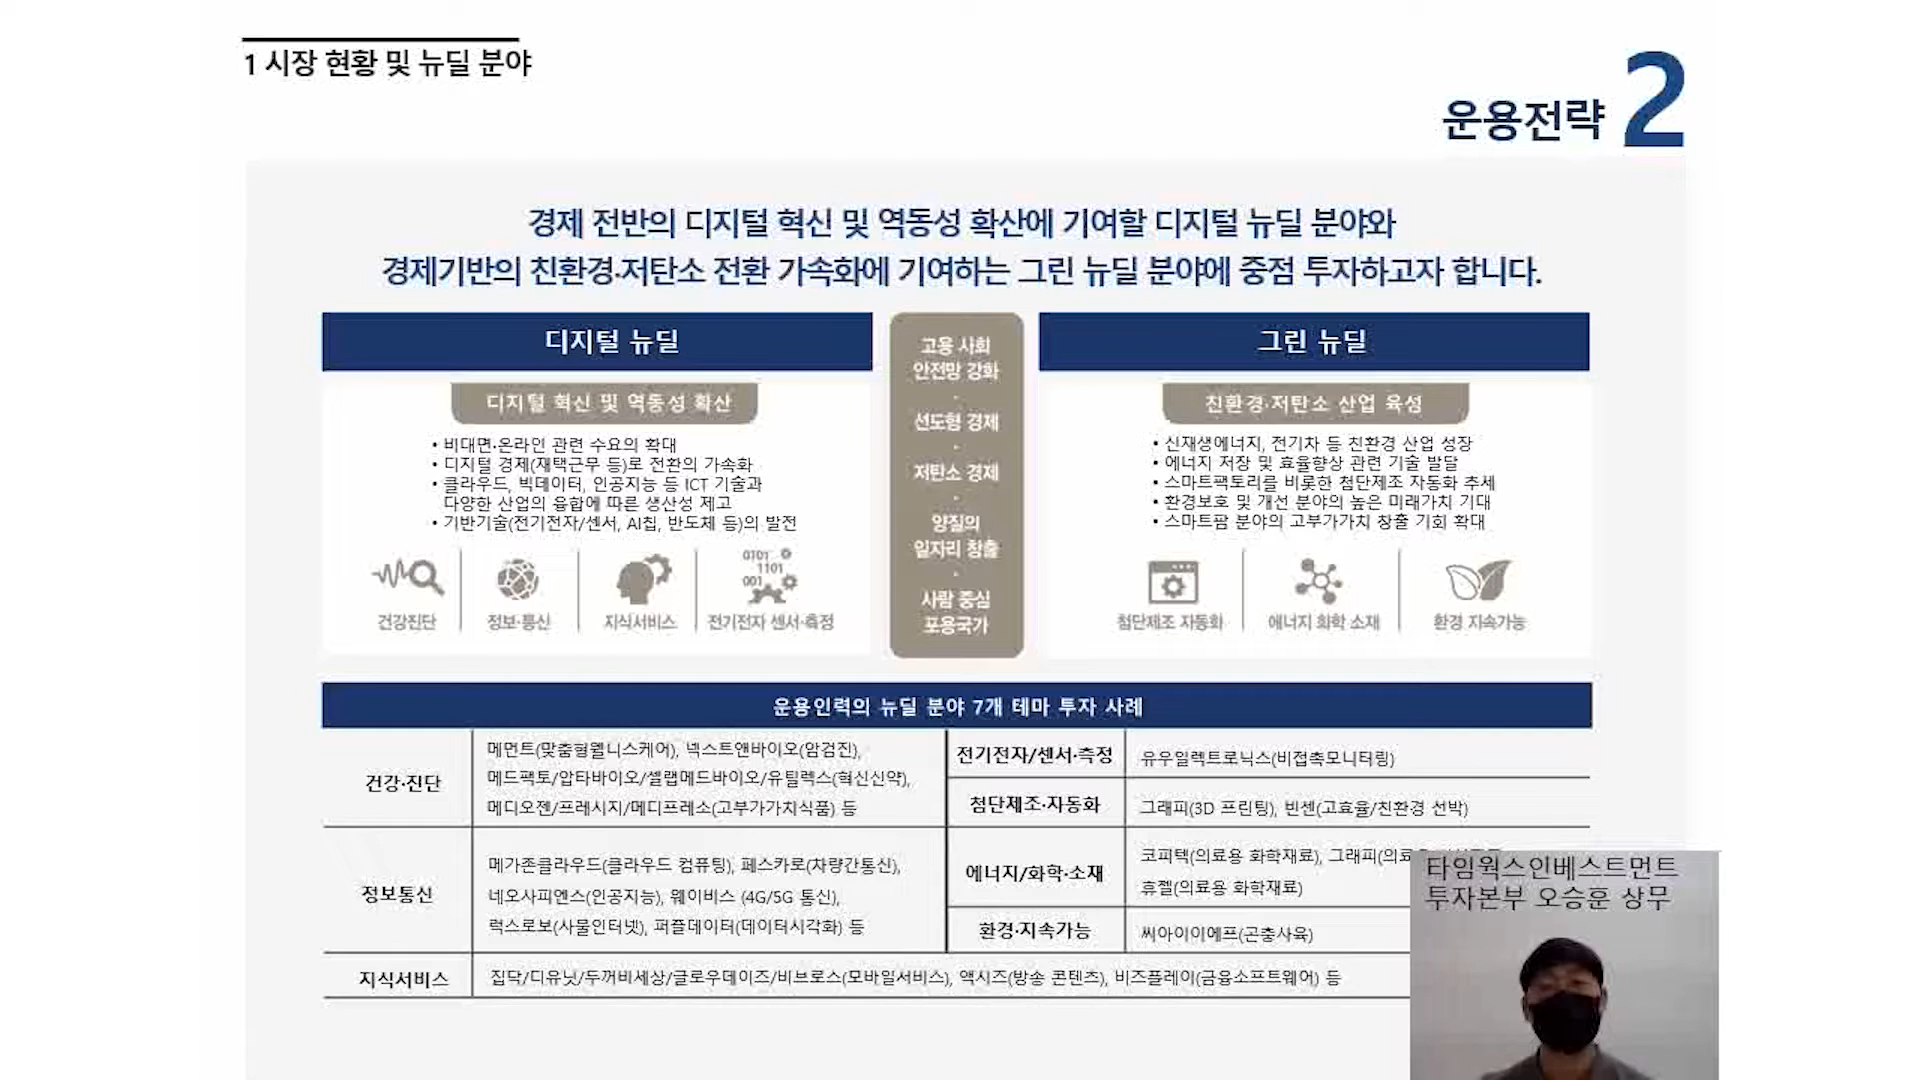 1 시장 현황 및 뉴딜 분야
운용전략 2
경제 전반의 디지털 혁신 및 역동성 확산에 기여할 디지털 뉴딜 분야와
경제기반의 친환경·저탄소 전환 가속화에 기여하는 그린 뉴딜 분야에 중점 투자하고자 합니다.
디지털 뉴딜
디지털 혁신 및 역동성 확산
• 비대면·온라인 관련 수요의 확대
• 디지털 경제(재택근무 등)로 전환의 가속화
• 클라우드, 빅데이터, 인공지능 등 ICT 기술과
다양한 산업의 융합에 따른 생산성 제고
• 기반기술(전기전자/센서, AI칩, 반도체 등)의 발전
0101
1101
001
건강진단
정보·통신
지식서비스
전기전자 센서·측정
고용 사회
안전망 강화
·
선도형 경제
·
저탄소 경제
·
양질의
일자리 창출
·
사람 중심
포용국가
그린 뉴딜
친환경·저탄소 산업 육성
• 신재생에너지, 전기차 등 친환경 산업 성장
• 에너지 저장 및 효율향상 관련 기술 발달
• 스마트팩토리를 비롯한 첨단제조 자동화 추세
• 환경보호 및 개선 분야의 높은 미래가치 기대
• 스마트팜 분야의 고부가가치 창출 기회 확대
첨단제조 자동화
에너지 화학 소재
환경 지속가능
운용인력의 뉴딜 분야 7개 테마 투자 사례
건강·진단
메먼트(맞춤형웰니스케어), 넥스트앤바이오(암검진),
메드팩토/압타바이오/셀랩메드바이오/유틸렉스(혁신신약),
메디오젠/프레시지/메디프레소(고부가가치식품) 등
정보통신
메가존클라우드(클라우드 컴퓨팅), 페스카로(차량간통신),
네오사피엔스(인공지능), 웨이비스 (4G/5G 통신),
럭스로보(사물인터넷), 퍼플데이터(데이터시각화) 등
지식서비스
집닥/디유닛/두꺼비세상/글로우데이즈/비브로스(모바일서비스), 액시즈(방송 콘텐츠), 비즈플레이(금융소프트웨어) 등
전기전자/센서·측정
유우일렉트로닉스(비접촉모니터링)
첨단제조·자동화
그래피(3D 프린팅), 빈센(고효율/친환경 선박)
에너지/화학·소재
코피텍(의료용 화학재료), 그래피(의료
휴젤(의료용 화학재료)
환경·지속가능
씨아이이에프(곤충사육)
타임웍스인베스트먼트
투자본부 오승훈 상무